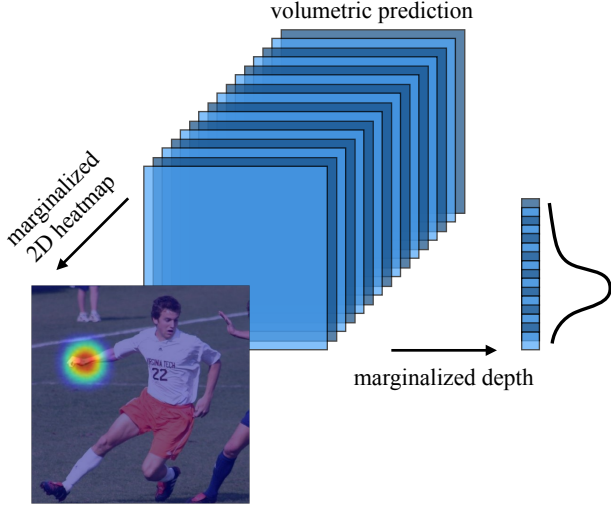 volumetric prediction
marginalized
2D heatmap
marginalized depth
VIRGINIA TECH
22